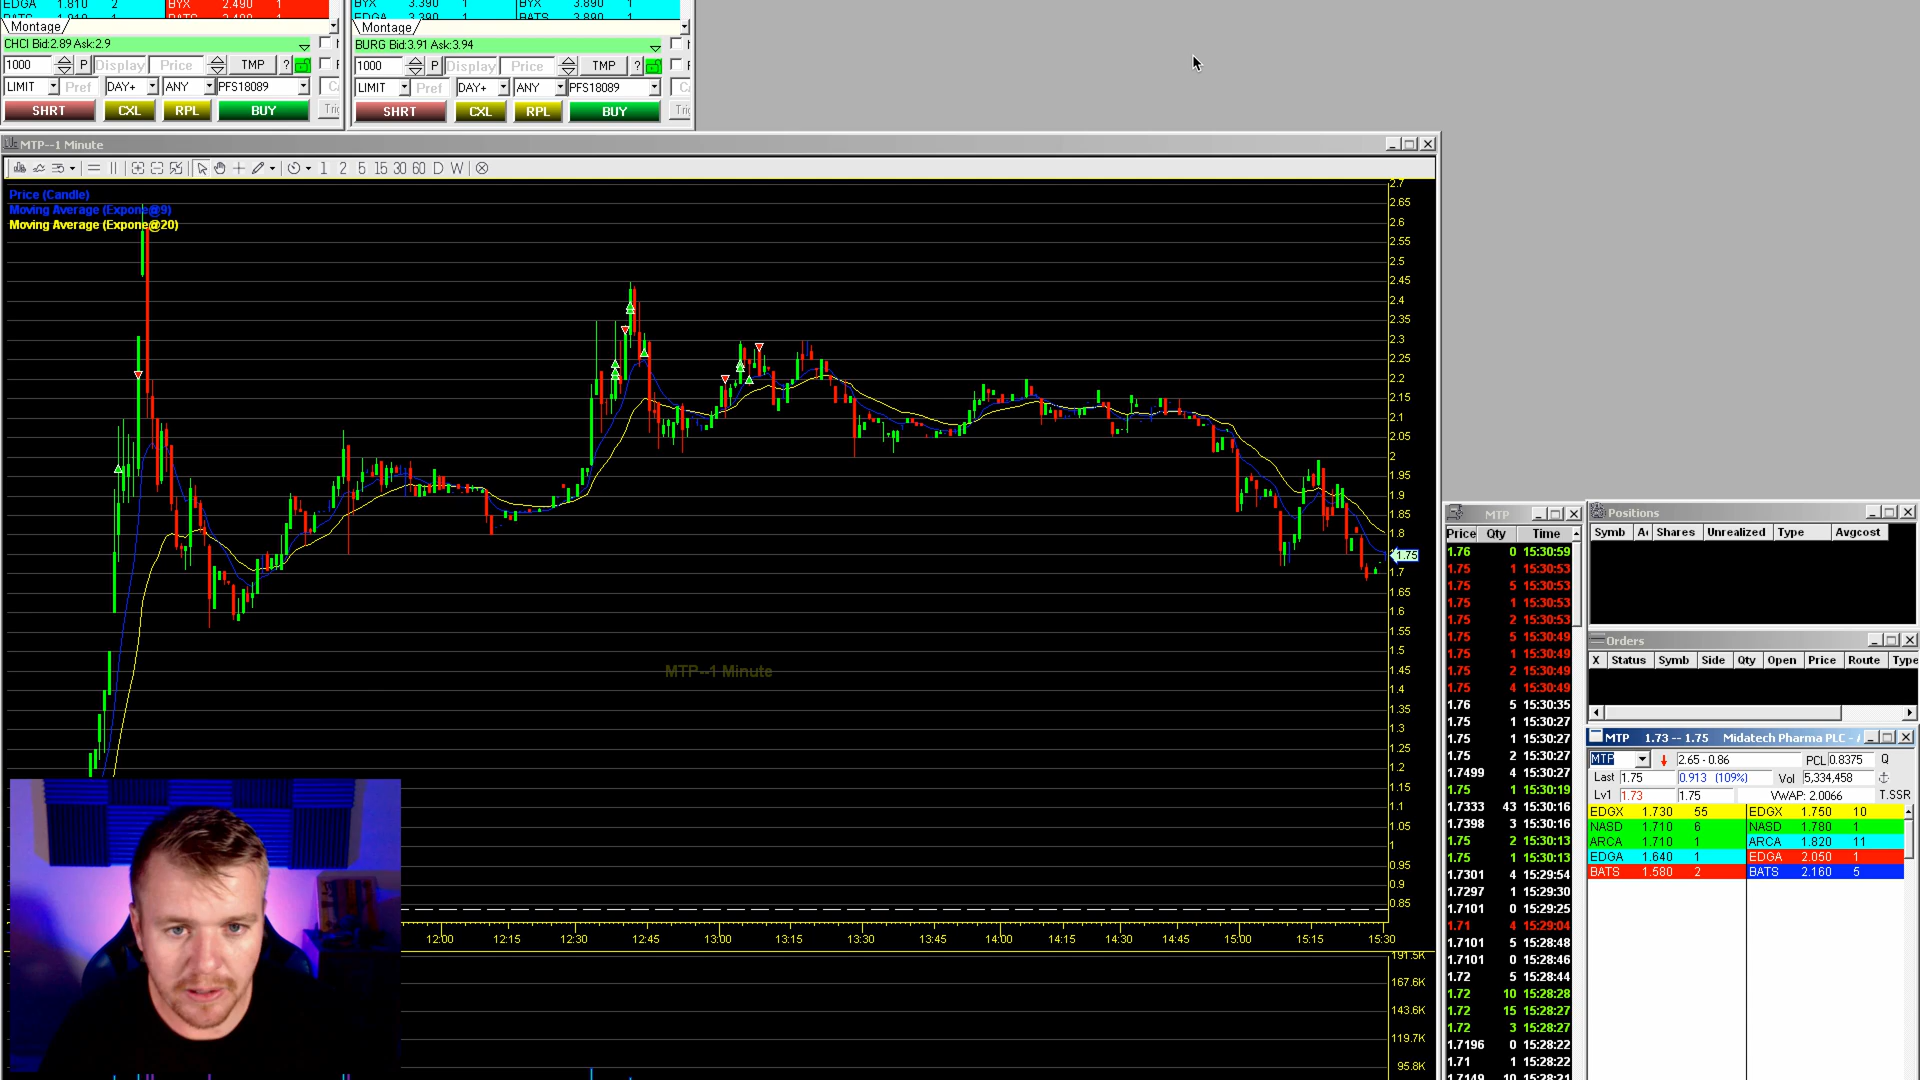 EDGA 1.810 2 BYX 2.490 1
Montage
CHCI Bid:2.89 Ask:2.9
1000 P Display Price TMP ?
LIMIT Pref DAY+ ANY PFS18089
SHRT CXL RPL BUY
BYX 3.390 1 BYX 3.890 1
EDGA 3.390 1 BATS 3.890 1
Montage
BURG Bid:3.91 Ask:3.94
1000 P Display Price TMP ?
LIMIT Pref DAY+ ANY PFS18089
SHRT CXL RPL BUY
MTP--1 Minute
1 2 5 15 30 60 D W
Price (Candle)
Moving Average (Expone@9)
Moving Average (Expone@20)
MTP--1 Minute
2.7
2.65
2.6
2.55
2.5
2.45
2.4
2.35
2.3
2.25
2.2
2.15
2.1
2.05
2
1.95
1.9
1.85
1.8
1.75
1.7
1.65
1.6
1.55
1.5
1.45
1.4
1.35
1.3
1.25
1.2
1.15
1.1
1.05
1
0.95
0.9
0.85
12:00 12:15 12:30 12:45 13:00 13:15 13:30 13:45 14:00 14:15 14:30 14:45 15:00 15:15 15:30
191.5K
167.6K
143.6K
119.7K
95.8K
MTP
Price Qty Time
1.76 0 15:30:59
1.75 1 15:30:53
1.75 5 15:30:53
1.75 1 15:30:53
1.75 2 15:30:53
1.75 5 15:30:49
1.75 1 15:30:49
1.75 2 15:30:49
1.75 4 15:30:49
1.76 5 15:30:35
1.75 1 15:30:27
1.75 1 15:30:27
1.75 2 15:30:27
1.7499 4 15:30:27
1.75 1 15:30:19
1.7333 43 15:30:16
1.7398 3 15:30:16
1.75 2 15:30:13
1.75 1 15:30:13
1.7301 4 15:29:54
1.7297 1 15:29:30
1.7101 0 15:29:25
1.71 4 15:29:04
1.7101 5 15:28:48
1.7101 0 15:28:46
1.72 5 15:28:44
1.72 10 15:28:28
1.72 15 15:28:27
1.72 3 15:28:27
1.7196 0 15:28:22
1.71 1 15:28:22
1.7149 10 15:28:21
Positions
Symb Ac Shares Unrealized Type Avgcost
Orders
X Status Symb Side Qty Open Price Route Type
MTP 1.73 -- 1.75 Midatech Pharma PLC -
MTP 2.65 - 0.86 PCL 0.8375 Q
Last 1.75 0.913 (109%) Vol 5,334,458
Lv1 1.73 1.75 VWAP: 2.0066 T.SSR
EDGX 1.730 55 EDGX 1.750 10
NASD 1.710 6 NASD 1.780 1
ARCA 1.710 1 ARCA 1.820 11
EDGA 1.640 1 EDGA 2.050 1
BATS 1.580 2 BATS 2.160 5